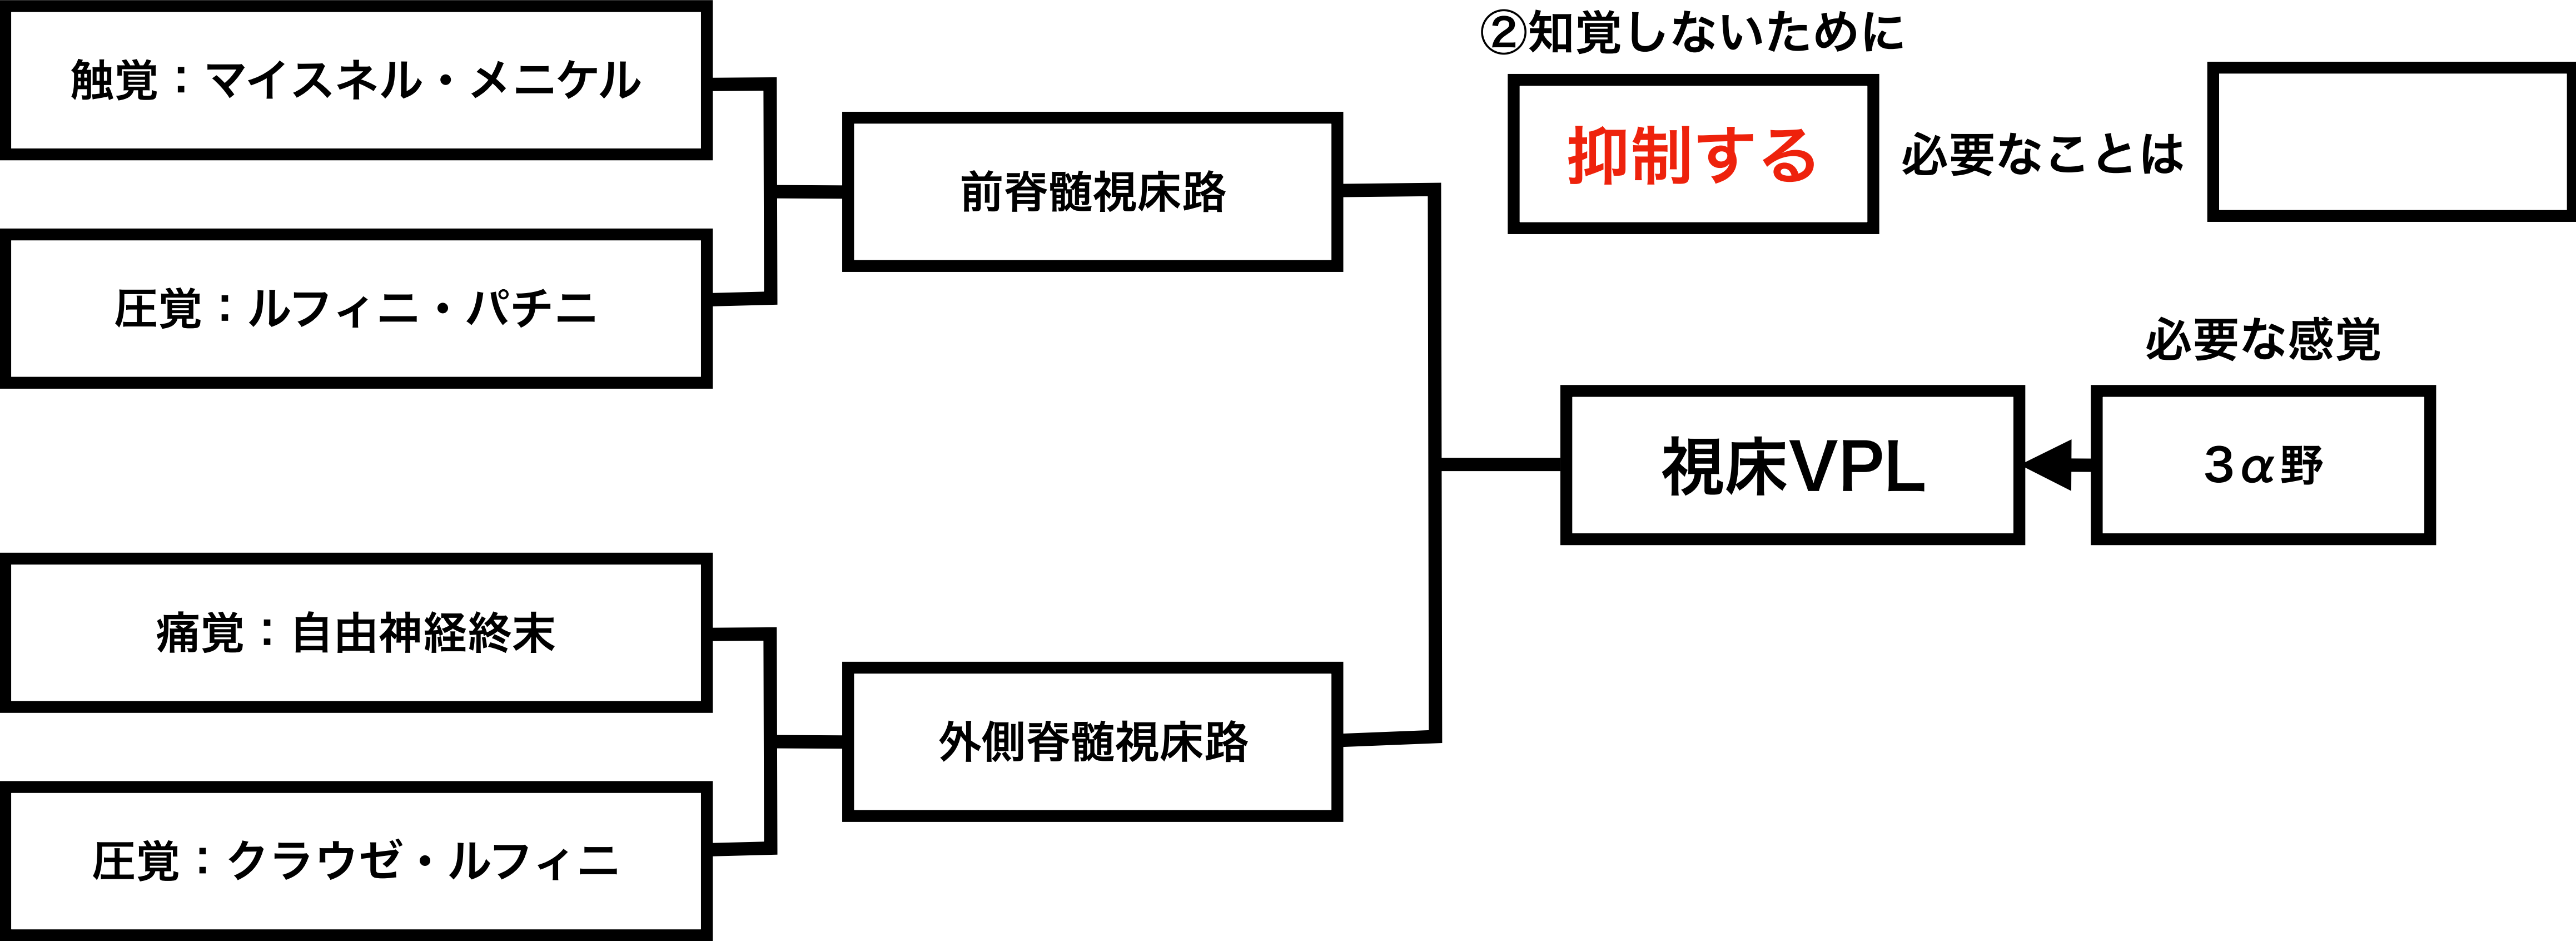 触覚：マイスネル・メニケル
圧覚：ルフィニ・パチニ
前脊髄視床路
②知覚しないために
抑制する
必要なことは
必要な感覚
視床VPL
３α野
痛覚：自由神経終末
圧覚：クラウゼ・ルフィニ
外側脊髄視床路